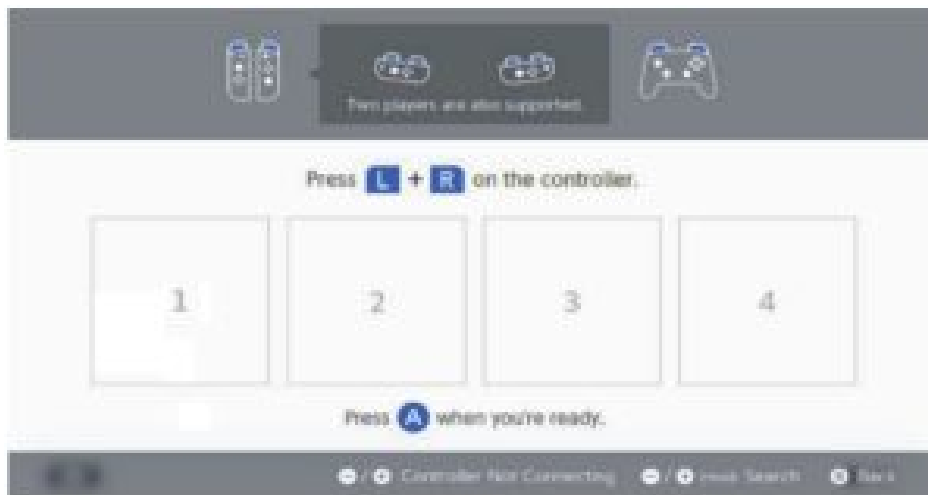 Two players are also supported.
Press L + R on the controller.
1 2 3 4
Press A when you're ready.
/ Controller Not Connecting / Search Back